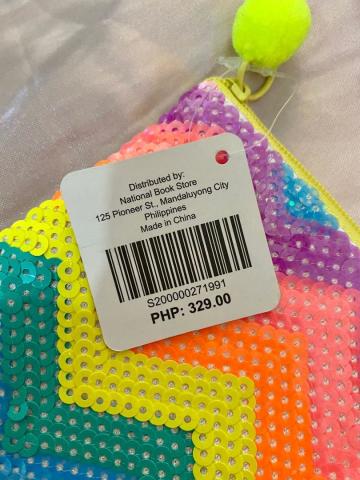 Distributed by:
National Book Store
125 Pioneer St., Mandaluyong City
Philippines
Made in China
S200000271991
PHP: 329.00